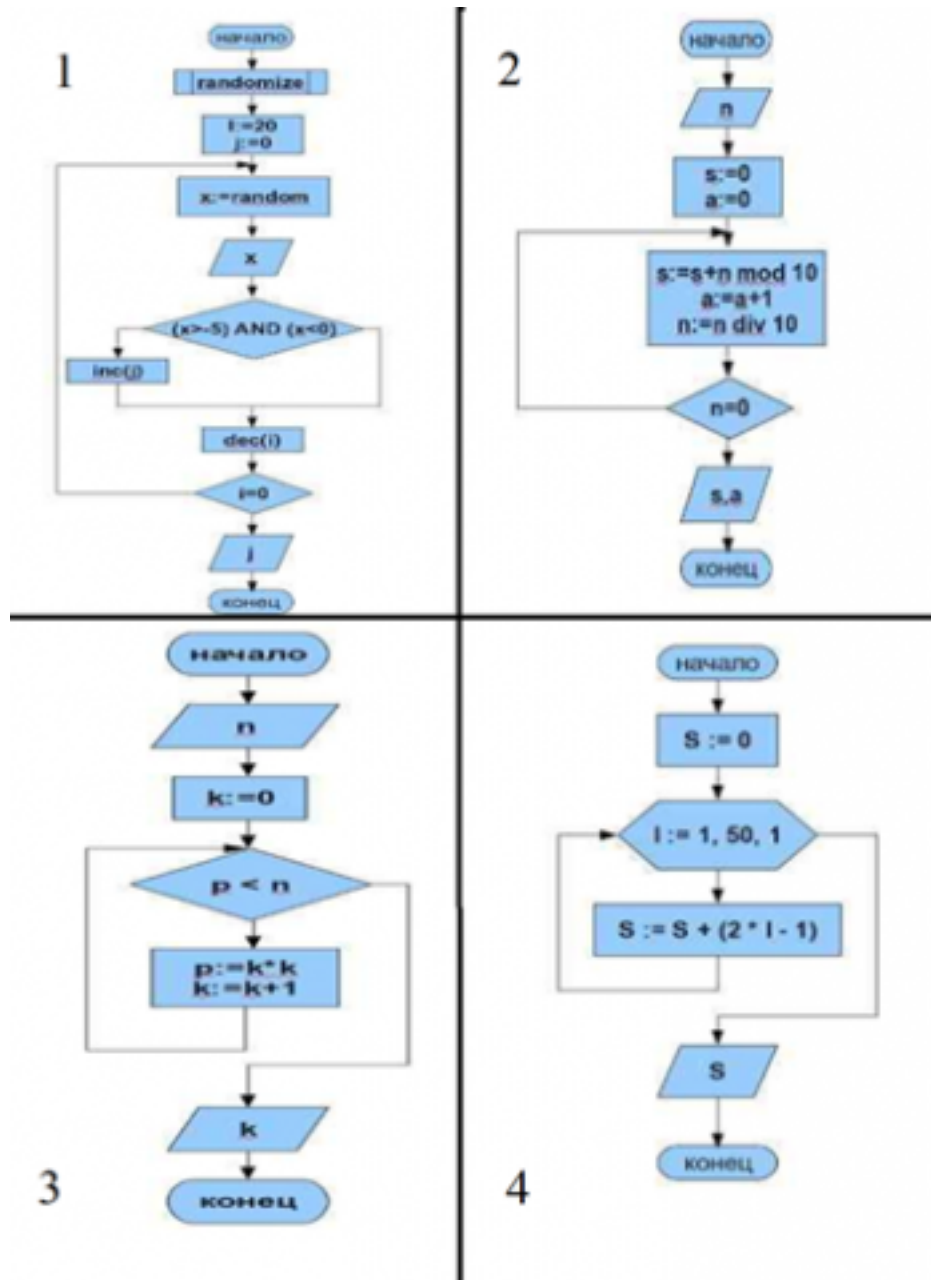 1
начало
randomize
I:=20
j:=0
x:=random
x
(x>-5) AND (x<0)
inc(j)
dec(i)
i=0
j
конец
2
начало
n
s:=0
a:=0
s:=s+n mod 10
a:=a+1
n:=n div 10
n=0
s,a
конец
3
начало
n
k:=0
p < n
p:=k*k
k:=k+1
k
конец
4
начало
S := 0
I := 1, 50, 1
S := S + (2 * I - 1)
S
конец